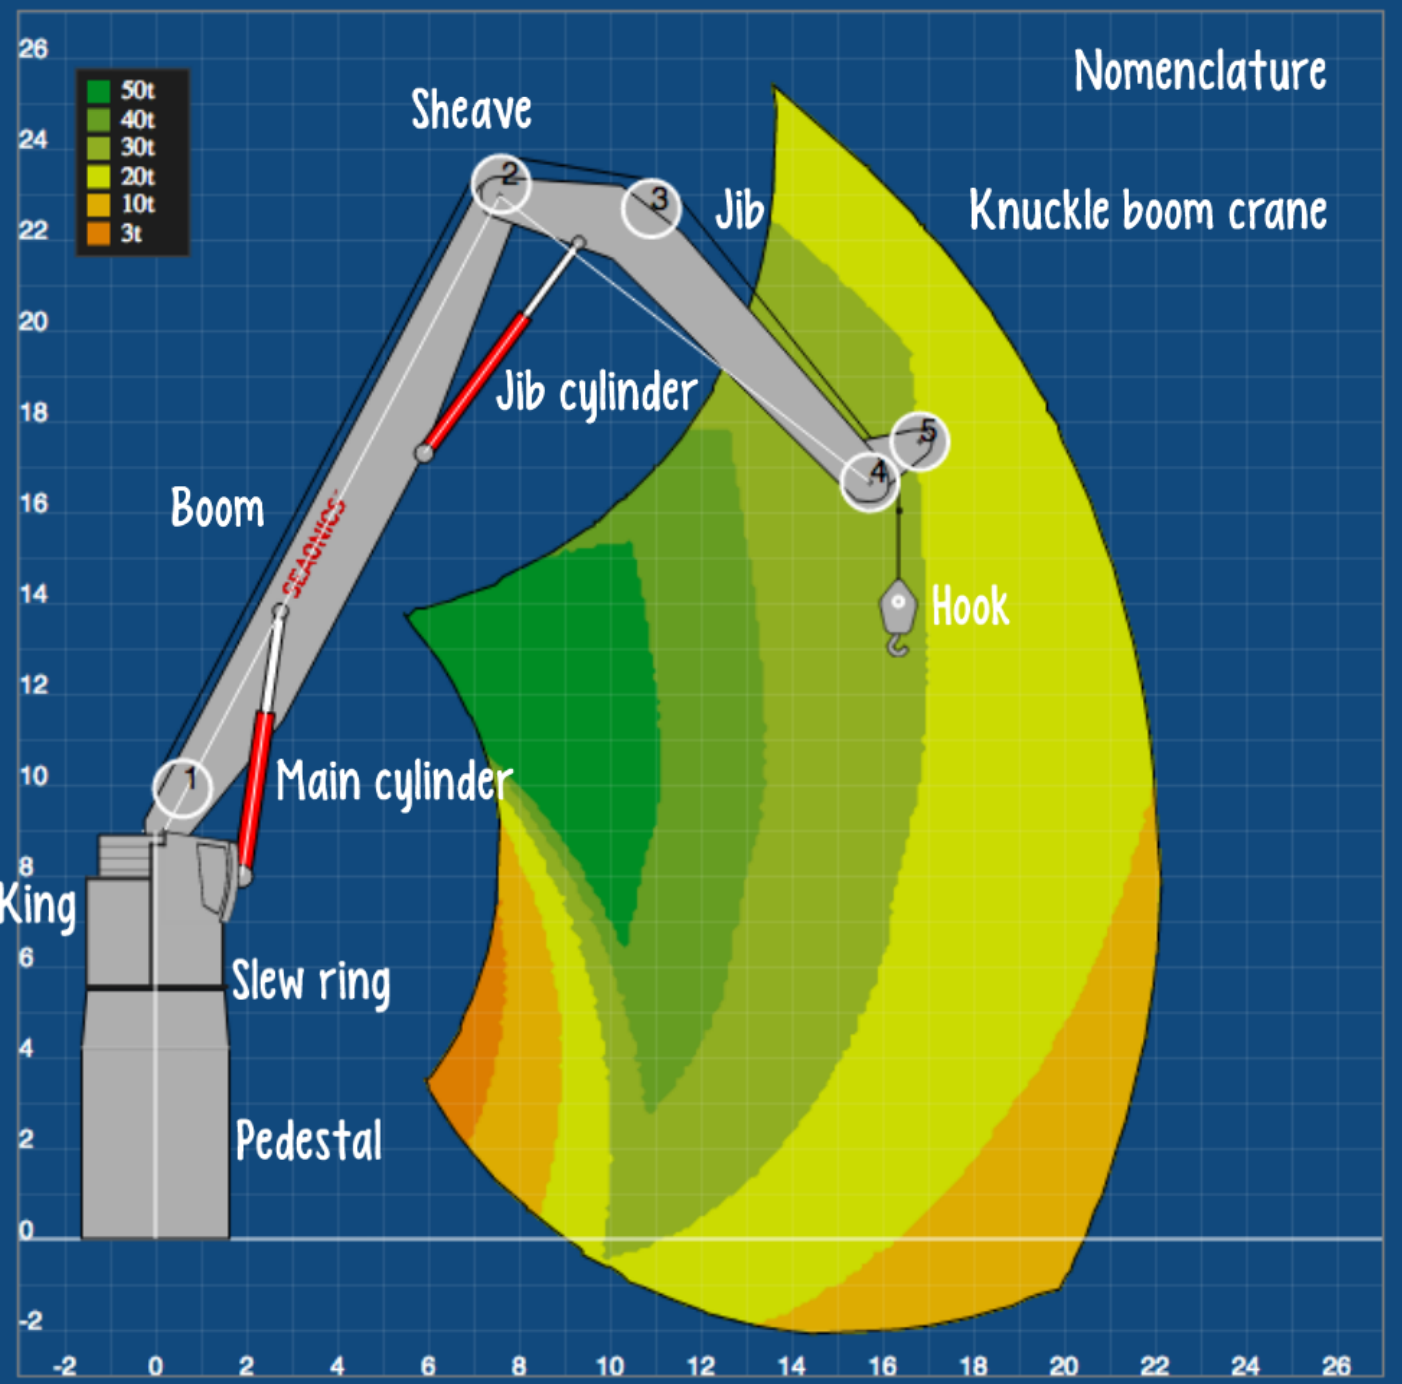 26
24
22
20
18
16
14
12
10
8
6
4
2
0
-2
50t
40t
30t
20t
10t
3t
Nomenclature
Knuckle boom crane
Sheave
2
3
Jib
Jib cylinder
5
4
Boom
SEAONICS
Hook
1
Main cylinder
King
Slew ring
Pedestal
-2 0 2 4 6 8 10 12 14 16 18 20 22 24 26